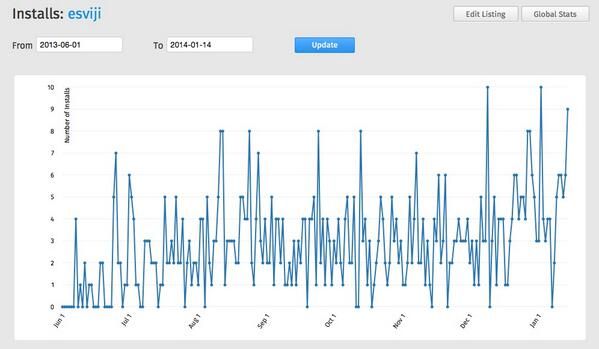 Installs: esviji
Edit Listing
Global Stats
From 2013-06-01 To 2014-01-14 Update
Number of Installs
10
9
8
7
6
5
4
3
2
1
0
Jun 1
Jul 1
Aug 1
Sep 1
Oct 1
Nov 1
Dec 1
Jan 1